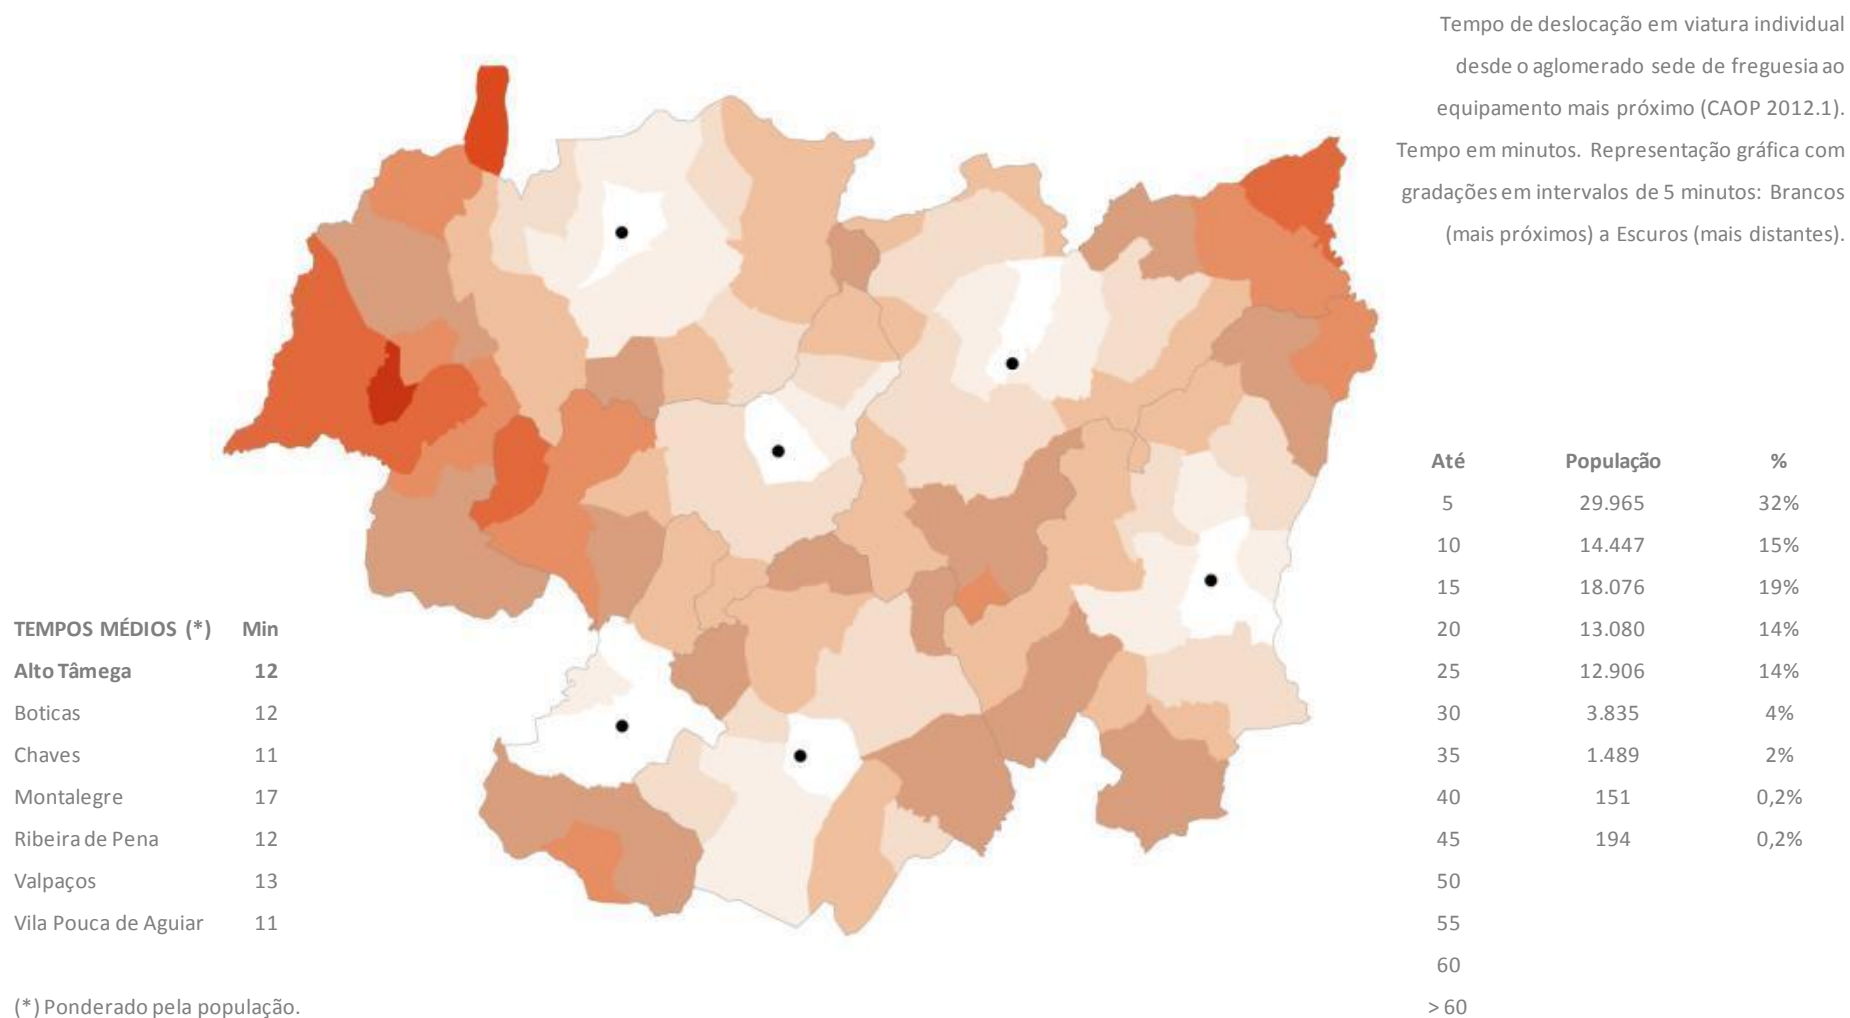 Tempo de deslocação em viatura individual
desde o aglomerado sede de freguesia ao
equipamento mais próximo (CAOP 2012.1).
Tempo em minutos. Representação gráfica com
gradações em intervalos de 5 minutos: Brancos
(mais próximos) a Escuros (mais distantes).
Até População %
5 29.965 32%
10 14.447 15%
15 18.076 19%
20 13.080 14%
25 12.906 14%
30 3.835 4%
35 1.489 2%
40 151 0,2%
45 194 0,2%
50
55
60
> 60
TEMPOS MÉDIOS (*) Min
Alto Tâmega 12
Boticas 12
Chaves 11
Montalegre 17
Ribeira de Pena 12
Valpaços 13
Vila Pouca de Aguiar 11
(*) Ponderado pela população.